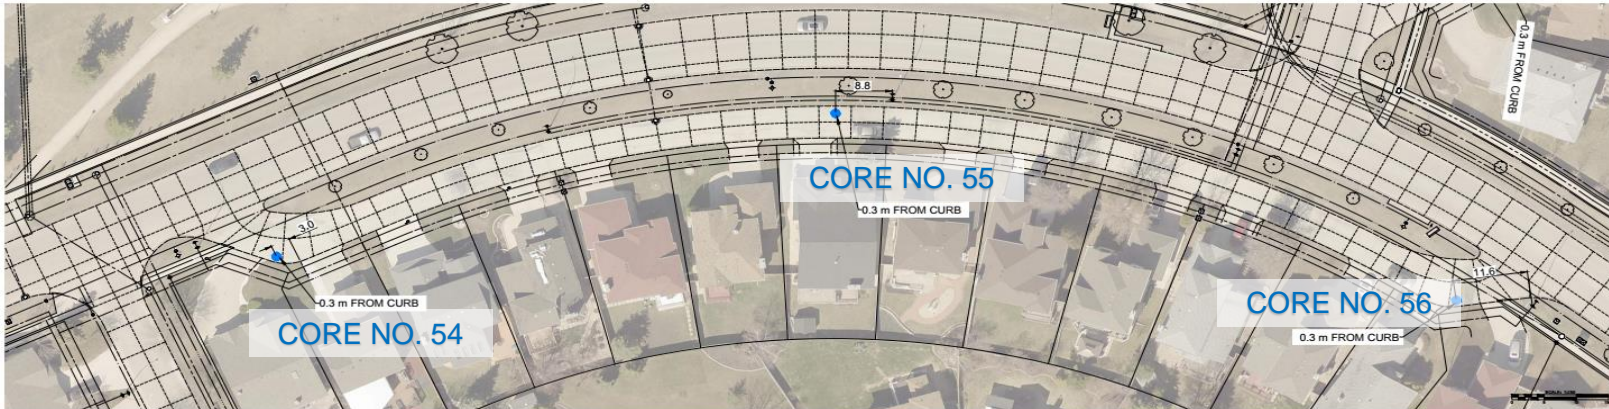 0.3 m FROM CURB
8.8
CORE NO. 55
0.3 m FROM CURB
3.0
11.6
0.3 m FROM CURB
CORE NO. 54
CORE NO. 56
0.3 m FROM CURB